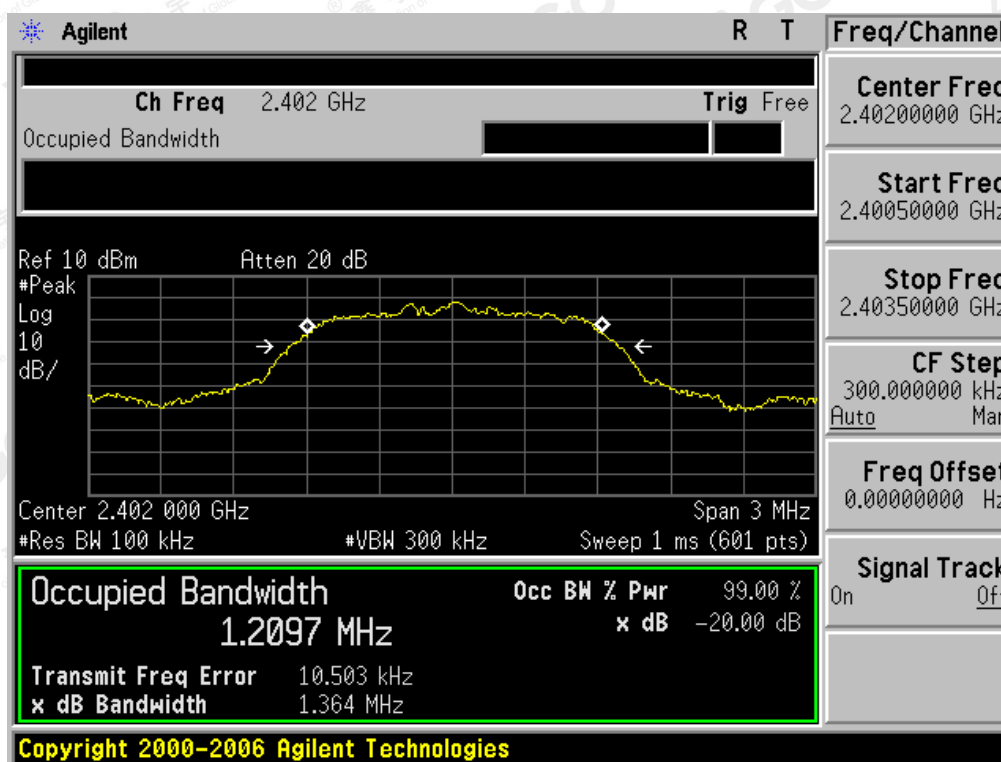 Agilent R T Freq/Channel
Ch Freq 2.402 GHz Trig Free
Occupied Bandwidth
Center Freq
2.40200000 GHz
Start Freq
2.40050000 GHz
Stop Freq
2.40350000 GHz
CF Step
300.000000 kHz
Auto Man
Freq Offset
0.00000000 Hz
Signal Track
On Off
Ref 10 dBm Atten 20 dB
#Peak
Log
10
dB/
Center 2.402 000 GHz Span 3 MHz
#Res BW 100 kHz #VBW 300 kHz Sweep 1 ms (601 pts)
Occupied Bandwidth Occ BW % Pwr 99.00 %
1.2097 MHz x dB -20.00 dB
Transmit Freq Error 10.503 kHz
x dB Bandwidth 1.364 MHz
Copyright 2000-2006 Agilent Technologies